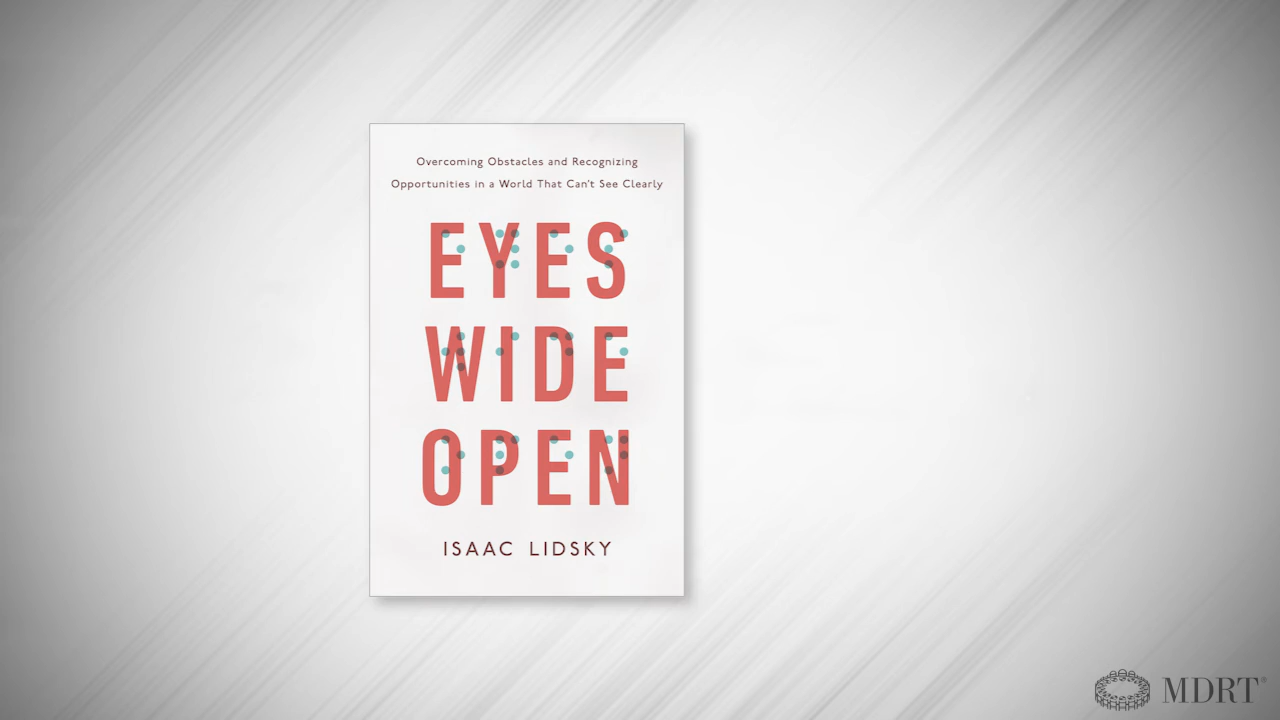 Overcoming Obstacles and Recognizing
Opportunities in a World That Can't See Clearly
EYES
WIDE
OPEN
ISAAC LIDSKY
MDRT®